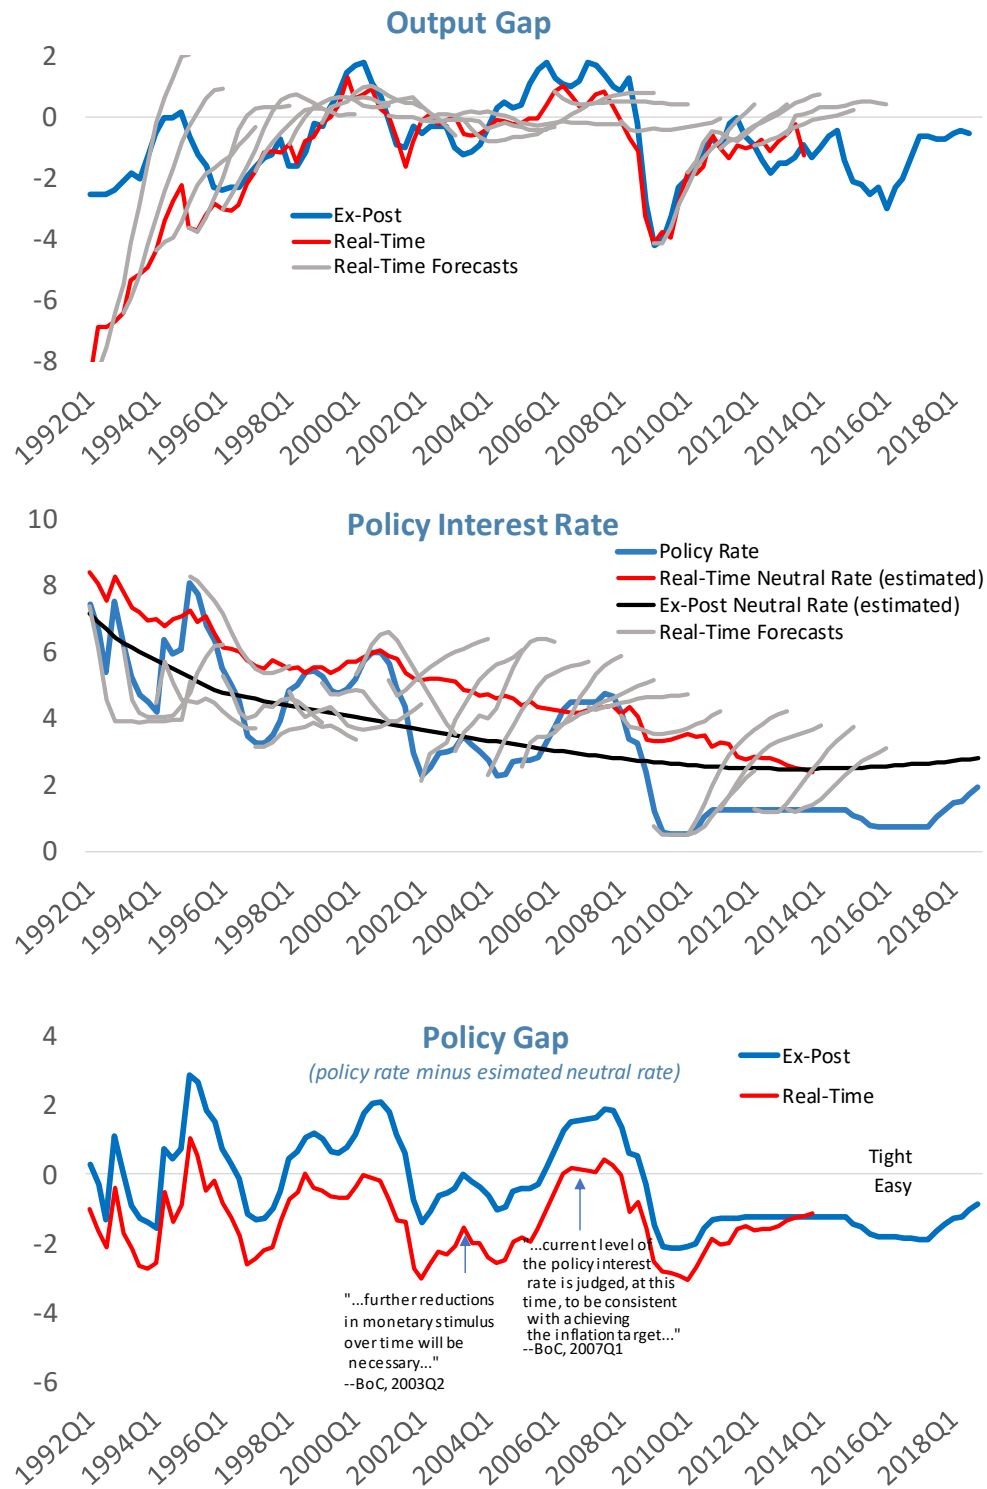 Output Gap
2
0
-2
-4
-6
-8
Ex-Post
Real-Time
Real-Time Forecasts
1992Q1
1994Q1
1996Q1
1998Q1
2000Q1
2002Q1
2004Q1
2006Q1
2008Q1
2010Q1
2012Q1
2014Q1
2016Q1
2018Q1
Policy Interest Rate
10
8
6
4
2
0
Policy Rate
Real-Time Neutral Rate (estimated)
Ex-Post Neutral Rate (estimated)
Real-Time Forecasts
1992Q1
1994Q1
1996Q1
1998Q1
2000Q1
2002Q1
2004Q1
2006Q1
2008Q1
2010Q1
2012Q1
2014Q1
2016Q1
2018Q1
Policy Gap
(policy rate minus esimated neutral rate)
4
2
0
-2
-4
-6
Ex-Post
Real-Time
Tight
Easy
"...further reductions
in monetary stimulus
over time will be
necessary..."
--BoC, 2003Q2
"...current level of
the policy interest
rate is judged, at this
time, to be consistent
with achieving
the inflation target..."
--BoC, 2007Q1
1992Q1
1994Q1
1996Q1
1998Q1
2000Q1
2002Q1
2004Q1
2006Q1
2008Q1
2010Q1
2012Q1
2014Q1
2016Q1
2018Q1